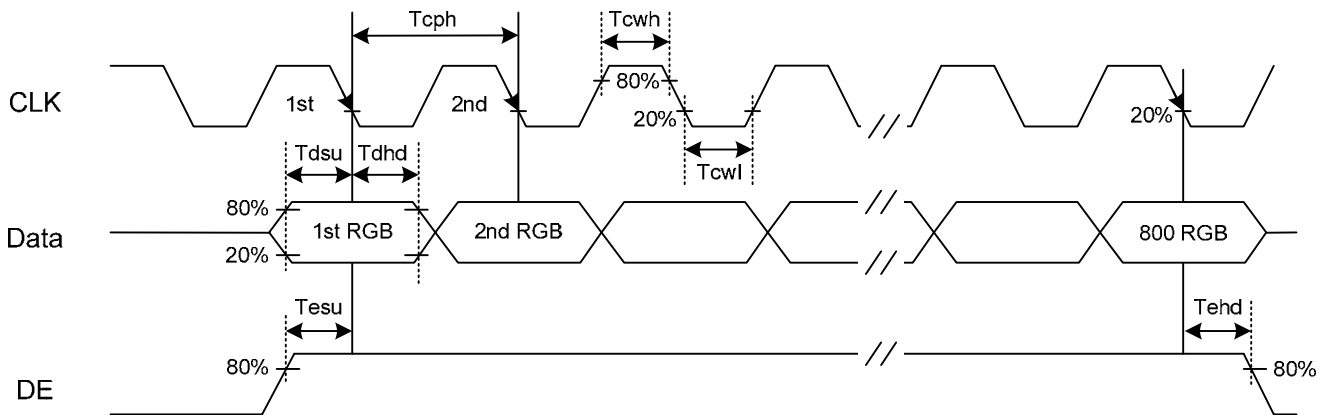 Tcph
Tcwh
CLK
1st
2nd
80%
20%
20%
Tdsu
Tdhd
Tcwl
80%
Data
1st RGB
2nd RGB
800 RGB
20%
Tesu
Tehd
80%
80%
DE